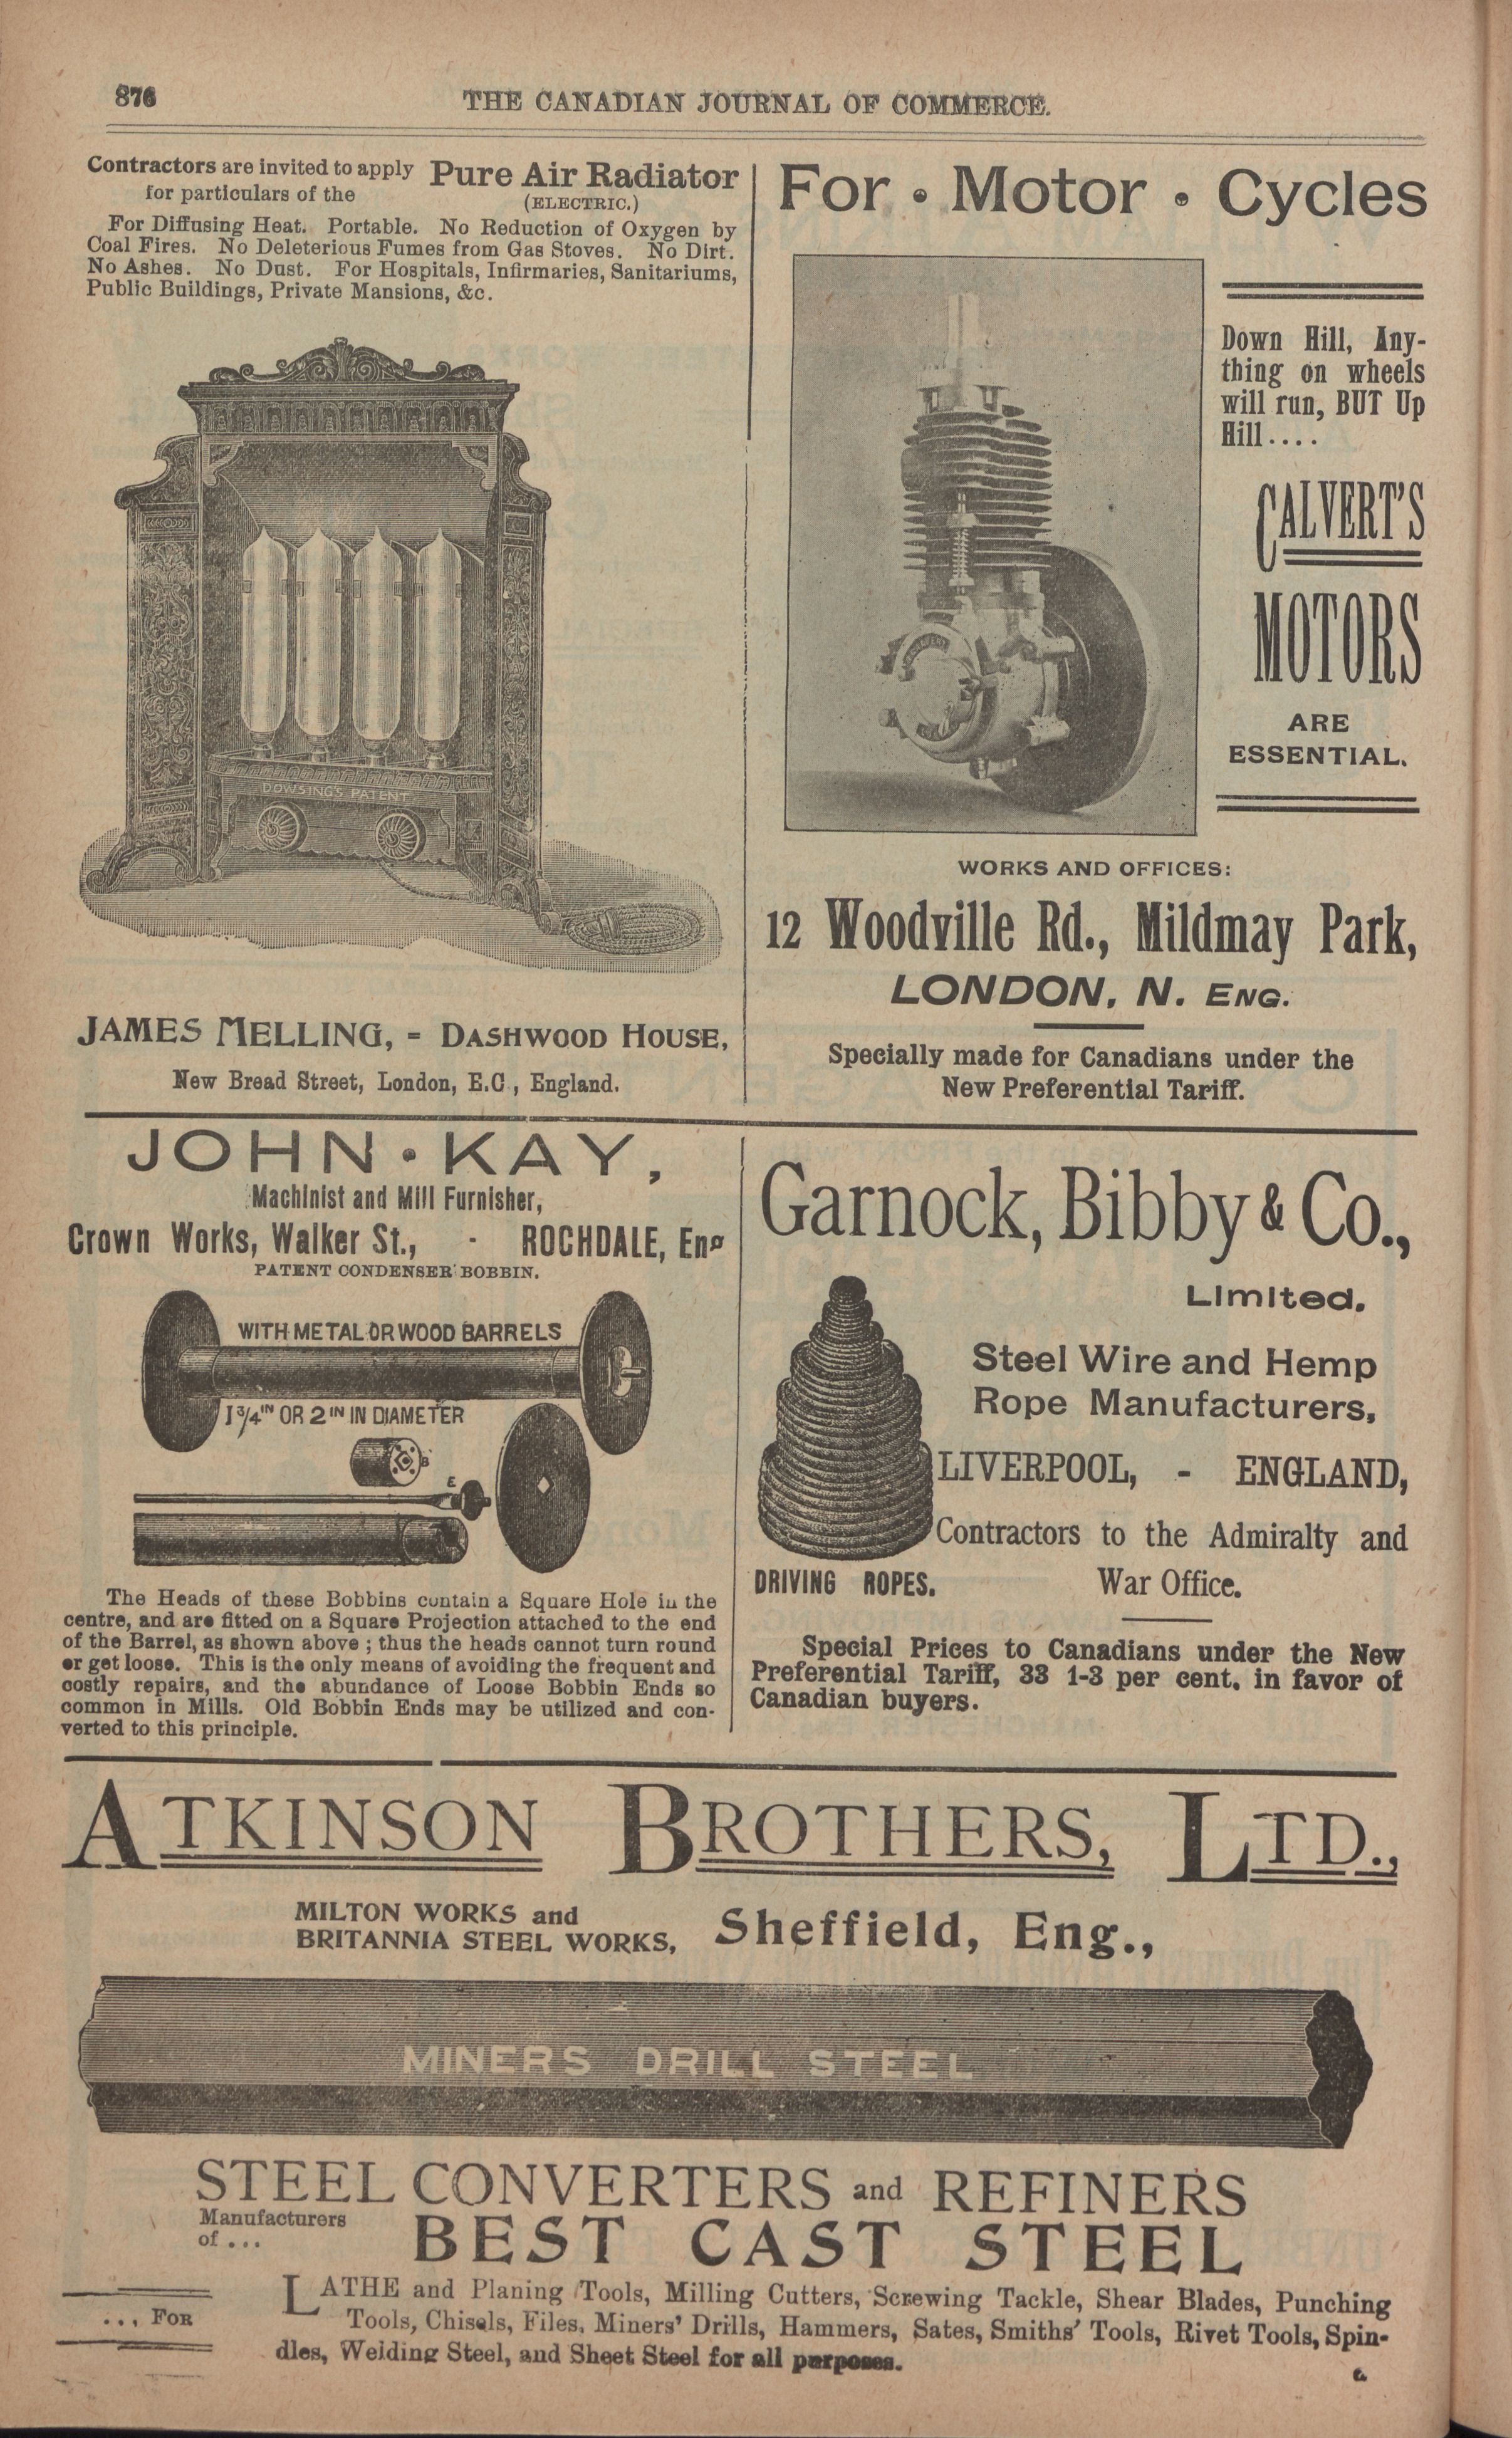 876
THE CANADIAN JOURNAL OF COMMERCE.
Contractors are invited to apply
for particulars of the
Pure Air Radiator
(ELECTRIC.)
For Diffusing Heat. Portable. No Reduction of Oxygen by
Coal Fires. No Deleterious Fumes from Gas Stoves. No Dirt.
No Ashes. No Dust. For Hospitals, Infirmaries, Sanitariums,
Public Buildings, Private Mansions, &c.
DOWSING'S PATENT
JAMES MELLING, = DASHWOOD HOUSE,
New Bread Street, London, E.C., England.
For • Motor • Cycles
Down Hill, Any-
thing on wheels
will run, BUT Up
Hill....
CALVERT'S
MOTORS
ARE
ESSENTIAL.
WORKS AND OFFICES:
12 Woodville Rd., Mildmay Park,
LONDON, N. ENG.
Specially made for Canadians under the
New Preferential Tariff.
JOHN • KAY,
Machinist and Mill Furnisher,
Crown Works, Walker St., - ROCHDALE, Eng
PATENT CONDENSER BOBBIN.
WITH METAL OR WOOD BARRELS
1 3/4 IN OR 2 IN IN DIAMETER
B
E
The Heads of these Bobbins contain a Square Hole in the
centre, and are fitted on a Square Projection attached to the end
of the Barrel, as shown above ; thus the heads cannot turn round
or get loose. This is the only means of avoiding the frequent and
costly repairs, and the abundance of Loose Bobbin Ends so
common in Mills. Old Bobbin Ends may be utilized and con-
verted to this principle.
Garnock, Bibby & Co.,
Limited.
Steel Wire and Hemp
Rope Manufacturers,
LIVERPOOL, - ENGLAND,
Contractors to the Admiralty and
War Office.
DRIVING ROPES.
Special Prices to Canadians under the New
Preferential Tariff, 33 1-3 per cent. in favor of
Canadian buyers.
ATKINSON BROTHERS, LTD.,
MILTON WORKS and
BRITANNIA STEEL WORKS,
Sheffield, Eng.,
MINERS DRILL STEEL
STEEL CONVERTERS and REFINERS
Manufacturers
of ...
BEST CAST STEEL
... FOR
LATHE and Planing Tools, Milling Cutters, Screwing Tackle, Shear Blades, Punching
Tools, Chisels, Files, Miners' Drills, Hammers, Sates, Smiths' Tools, Rivet Tools, Spin-
dles, Welding Steel, and Sheet Steel for all purposes.